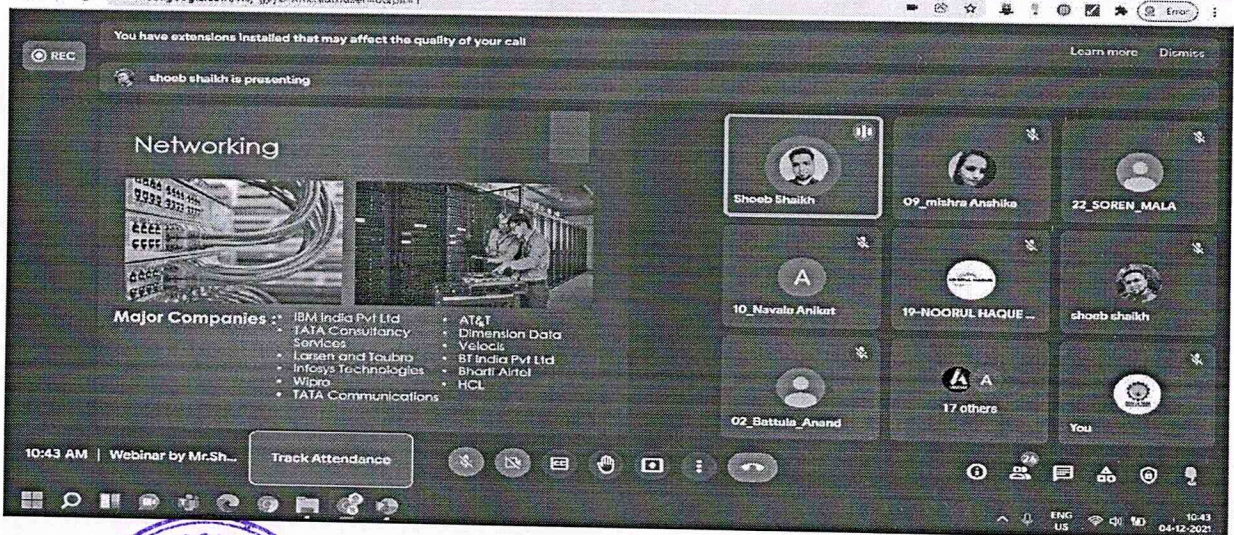 Error
You have extensions installed that may affect the quality of your call
Learn more
Dismiss
REC
shoeb shaikh is presenting
Networking
Major Companies :
• IBM India Pvt Ltd
• TATA Consultancy
Services
• Larsen and Toubro
• Infosys Technologies
• Wipro
• TATA Communications
• AT&T
• Dimension Data
• Velocis
• BT India Pvt Ltd
• Bharti Airtel
• HCL
Shoeb Shaikh
09_mishra Anshika
22_SOREN_MALA
A
10_Navale Aniket
19-NOORUL HAQUE ...
shoeb shaikh
02_Battula_Anand
A
17 others
You
10:43 AM | Webinar by Mr.Sh...
Track Attendance
26
ENG
US
10:43
04-12-2021